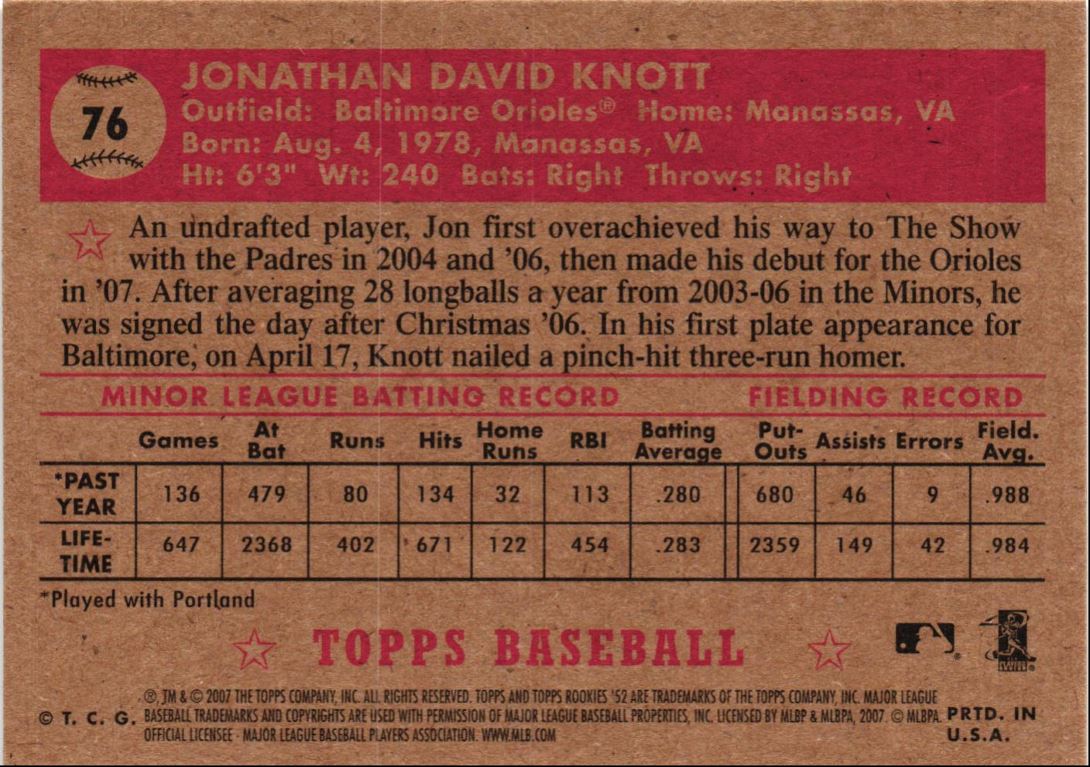 76
JONATHAN DAVID KNOTT
Outfield: Baltimore Orioles® Home: Manassas, VA
Born: Aug. 4, 1978, Manassas, VA
Ht: 6'3" Wt: 240 Bats: Right Throws: Right
An undrafted player, Jon first overachieved his way to The Show
with the Padres in 2004 and ’06, then made his debut for the Orioles
in ’07. After averaging 28 longballs a year from 2003-06 in the Minors, he
was signed the day after Christmas ’06. In his first plate appearance for
Baltimore, on April 17, Knott nailed a pinch-hit three-run homer.
MINOR LEAGUE BATTING RECORD FIELDING RECORD
Games At Bat Runs Hits Home Runs RBI Batting Average Put-Outs Assists Errors Field. Avg.
*PAST YEAR 136 479 80 134 32 113 .280 680 46 9 .988
LIFE-TIME 647 2368 402 671 122 454 .283 2359 149 42 .984
*Played with Portland
TOPPS BASEBALL
®, TM & © 2007 THE TOPPS COMPANY, INC. ALL RIGHTS RESERVED. TOPPS AND TOPPS ROOKIES '52 ARE TRADEMARKS OF THE TOPPS COMPANY, INC. MAJOR LEAGUE
© T. C. G. BASEBALL TRADEMARKS AND COPYRIGHTS ARE USED WITH PERMISSION OF MAJOR LEAGUE BASEBALL PROPERTIES, INC. LICENSED BY MLBP & MLBPA, 2007. © MLBPA. PRTD. IN
OFFICIAL LICENSEE - MAJOR LEAGUE BASEBALL PLAYERS ASSOCIATION. WWW.MLB.COM U.S.A.